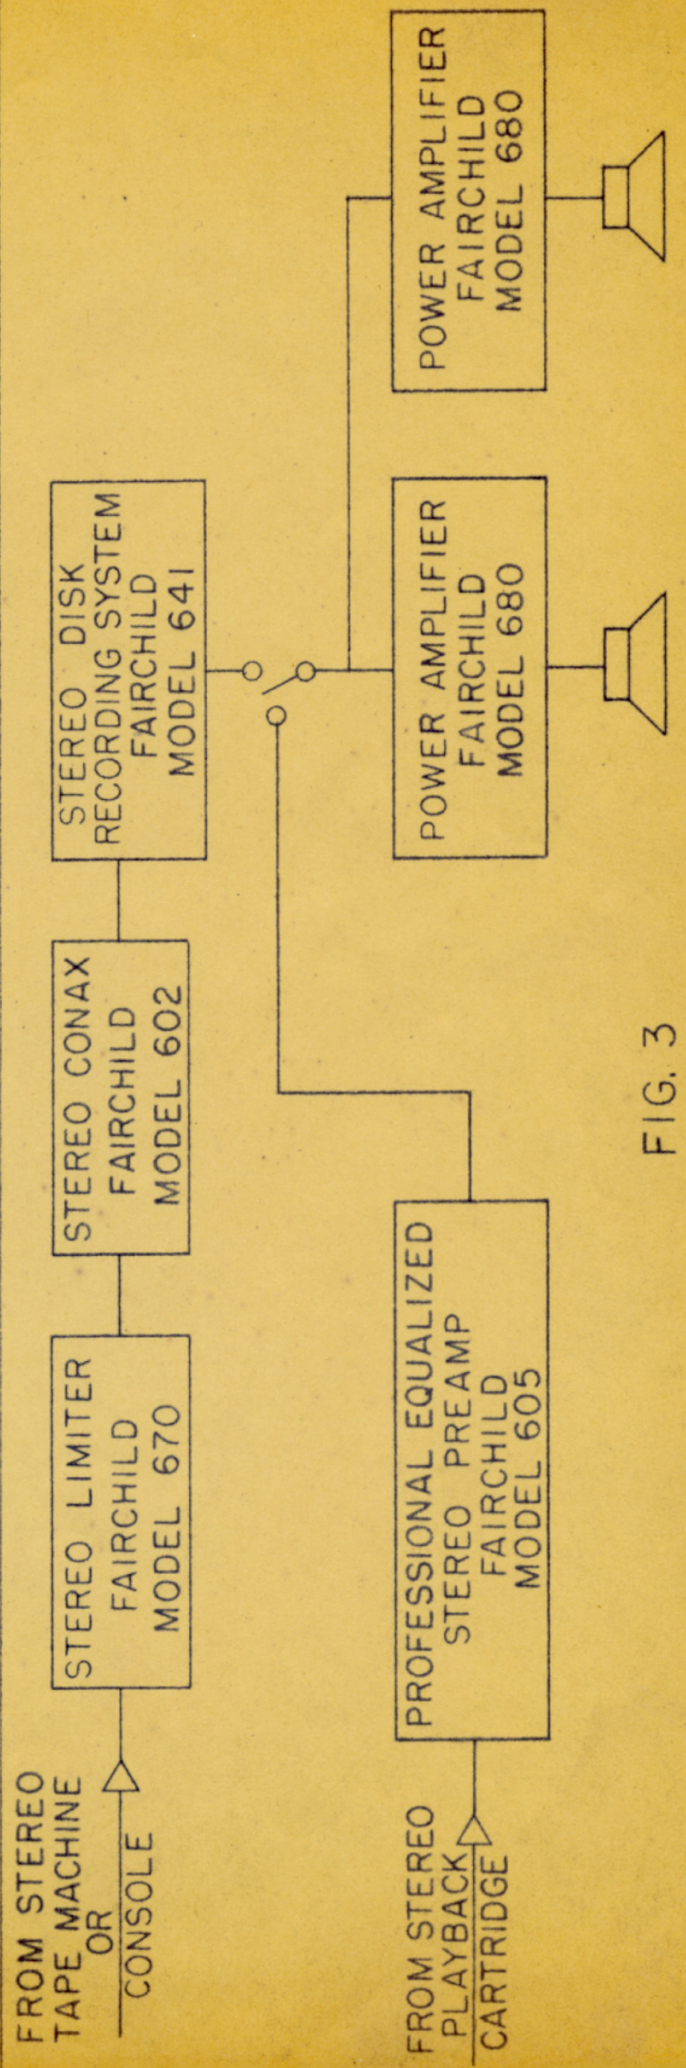 FROM STEREO
TAPE MACHINE
OR
CONSOLE
STEREO LIMITER
FAIRCHILD
MODEL 670
STEREO CONAX
FAIRCHILD
MODEL 602
STEREO DISK
RECORDING SYSTEM
FAIRCHILD
MODEL 641
FROM STEREO
PLAYBACK
CARTRIDGE
PROFESSIONAL EQUALIZED
STEREO PREAMP
FAIRCHILD
MODEL 605
POWER AMPLIFIER
FAIRCHILD
MODEL 680
POWER AMPLIFIER
FAIRCHILD
MODEL 680
FIG. 3